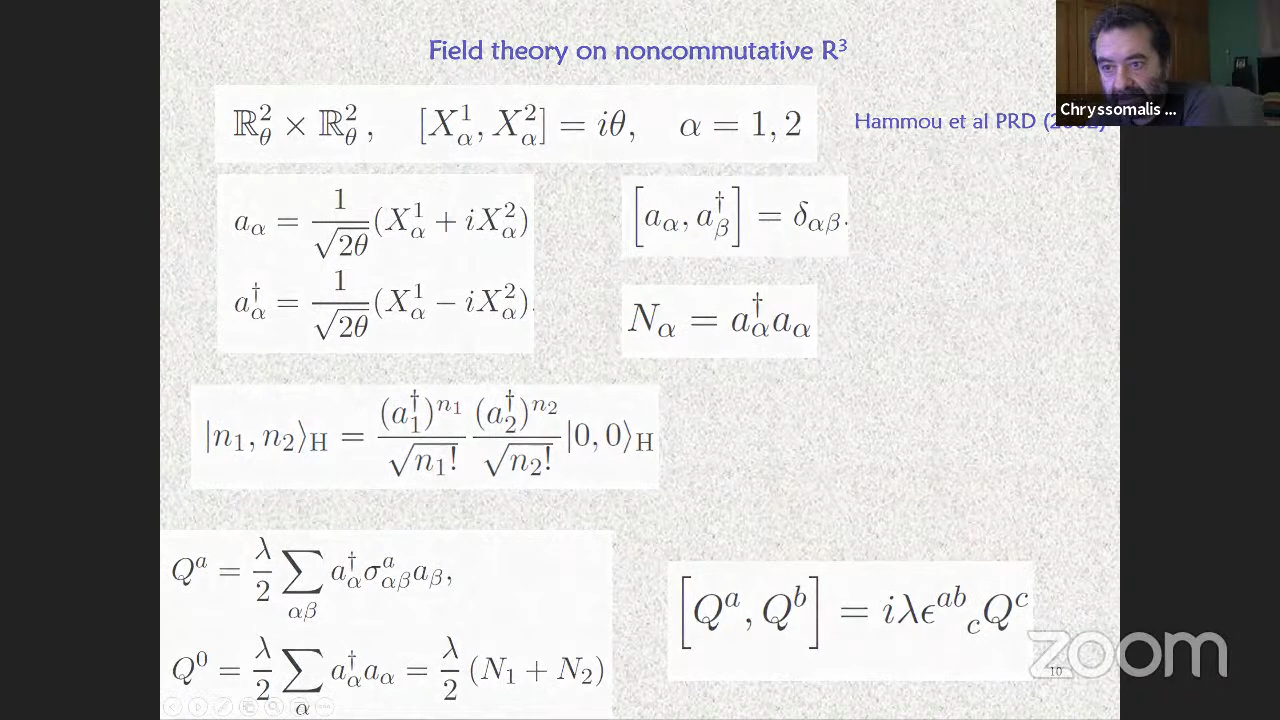 Field theory on noncommutative R³
ℝ²_θ × ℝ²_θ , [X¹_α, X²_α] = iθ, α = 1, 2
Hammou et al PRD
Chryssomalis ...
a_α = 1/√(2θ) (X¹_α + iX²_α)
[a_α, a†_β] = δ_αβ.
a†_α = 1/√(2θ) (X¹_α − iX²_α).
N_α = a†_α a_α
|n₁, n₂⟩_H = (a†₁)^{n₁}/√(n₁!) (a†₂)^{n₂}/√(n₂!) |0, 0⟩_H
Q^a = λ/2 ∑_{αβ} a†_α σ^a_{αβ} a_β,
[Q^a, Q^b] = iλε^{ab}_c Q^c
Q⁰ = λ/2 ∑_α a†_α a_α = λ/2 (N₁ + N₂)
zoom
10